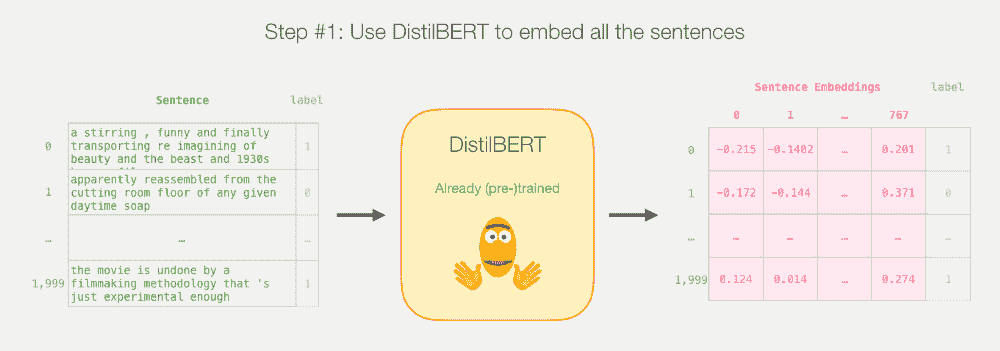 Step #1: Use DistilBERT to embed all the sentences
Sentence label
0 a stirring , funny and finally
transporting re imagining of
beauty and the beast and 1930s
1
1 apparently reassembled from the
cutting room floor of any given
daytime soap
0
… … …
1,999 the movie is undone by a
filmmaking methodology that 's
just experimental enough
1
DistilBERT
Already (pre-)trained
Sentence Embeddings label
0 1 … 767
0 -0.215 -0.1402 … 0.201 1
1 -0.172 -0.144 … 0.371 0
… … … … … …
1,999 0.124 0.014 … 0.274 1